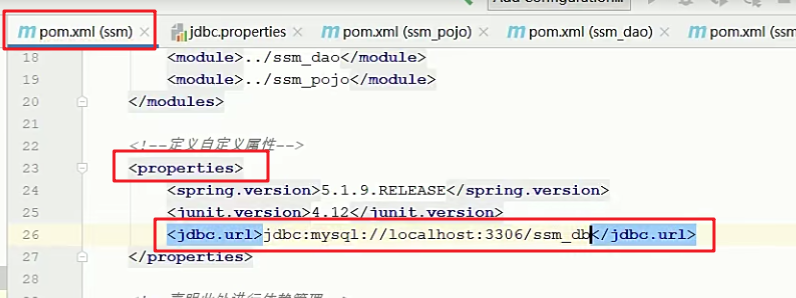 Add Configuration...
pom.xml (ssm) × jdbc.properties × pom.xml (ssm_pojo) × pom.xml (ssm_dao) × pom.xml (ssm
18 <module>../ssm_dao</module>
19 <module>../ssm_pojo</module>
20 </modules>
21
22 <!--定义自定义属性-->
23 <properties>
24 <spring.version>5.1.9.RELEASE</spring.version>
25 <junit.version>4.12</junit.version>
26 <jdbc.url>jdbc:mysql://localhost:3306/ssm_db</jdbc.url>
27 </properties>